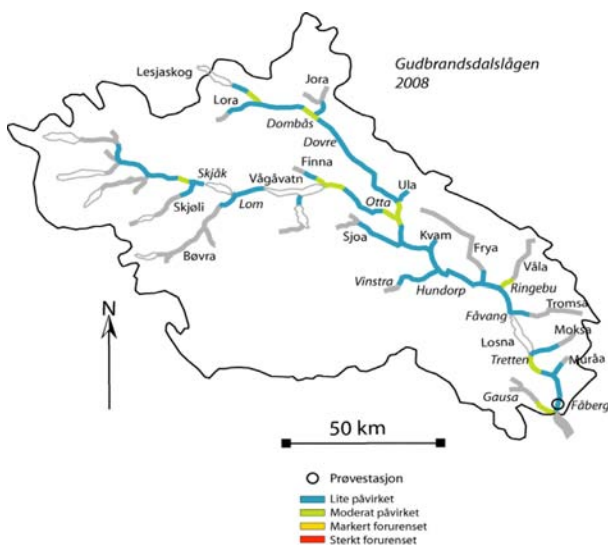 Gudbrandsdalslågen
2008
Lesjaskog
Jora
Lora
Dombås
Dovre
Finna
Skjåk
Vågåvatn
Ula
Otta
Skjøli
Lom
Sjoa
Kvam
Frya
Bøvra
Våla
Vinstra
Hundorp
Ringebu
Tromsa
Fåvang
N
Losna
Moksa
Tretten
Muråa
Gausa
Fåberg
50 km
Prøvestasjon
Lite påvirket
Moderat påvirket
Markert forurenset
Sterkt forurenset